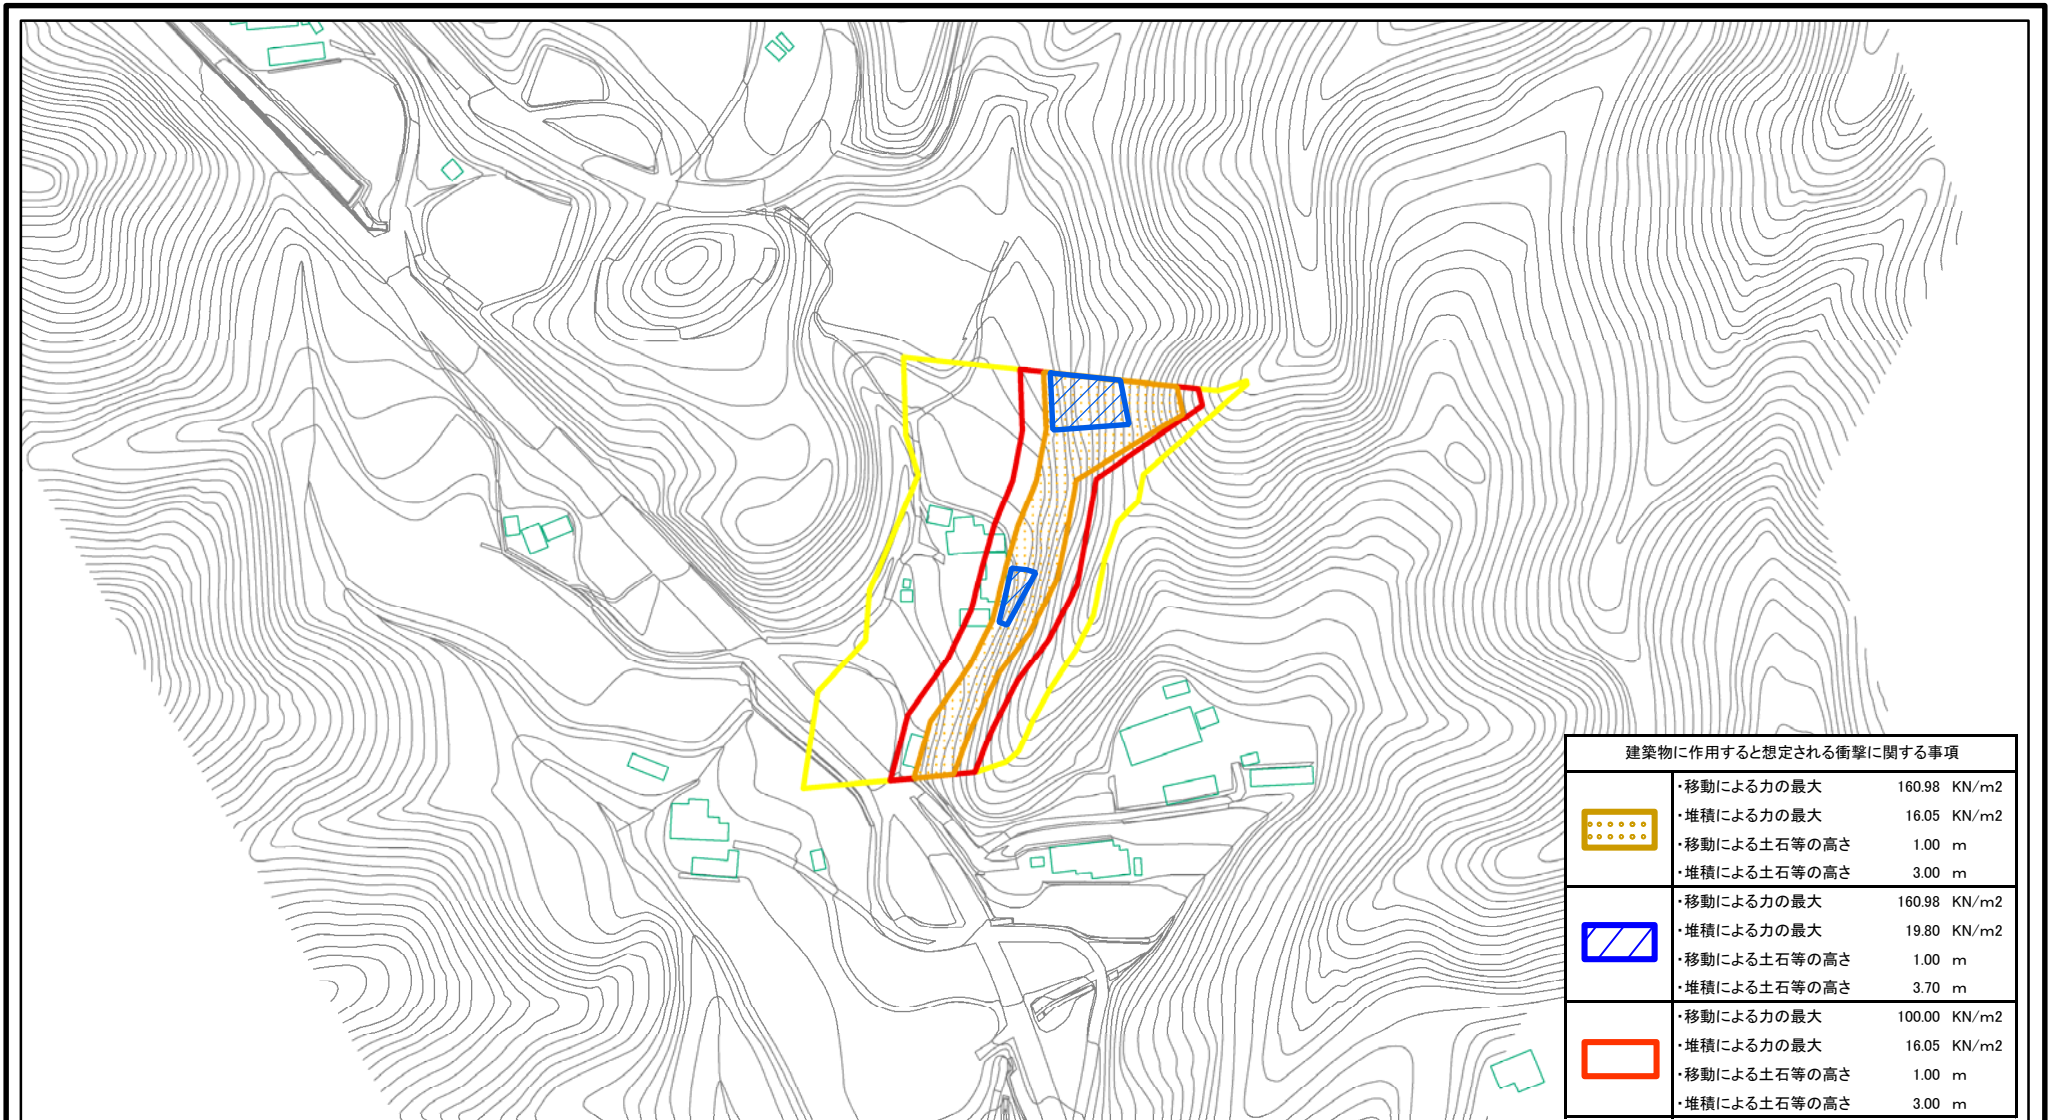 建築物に作用すると想定される衝撃に関する事項
・移動による力の最大 160.98 KN/m2
・堆積による力の最大 16.05 KN/m2
・移動による土石等の高さ 1.00 m
・堆積による土石等の高さ 3.00 m
・移動による力の最大 160.98 KN/m2
・堆積による力の最大 19.80 KN/m2
・移動による土石等の高さ 1.00 m
・堆積による土石等の高さ 3.70 m
・移動による力の最大 100.00 KN/m2
・堆積による力の最大 16.05 KN/m2
・移動による土石等の高さ 1.00 m
・堆積による土石等の高さ 3.00 m